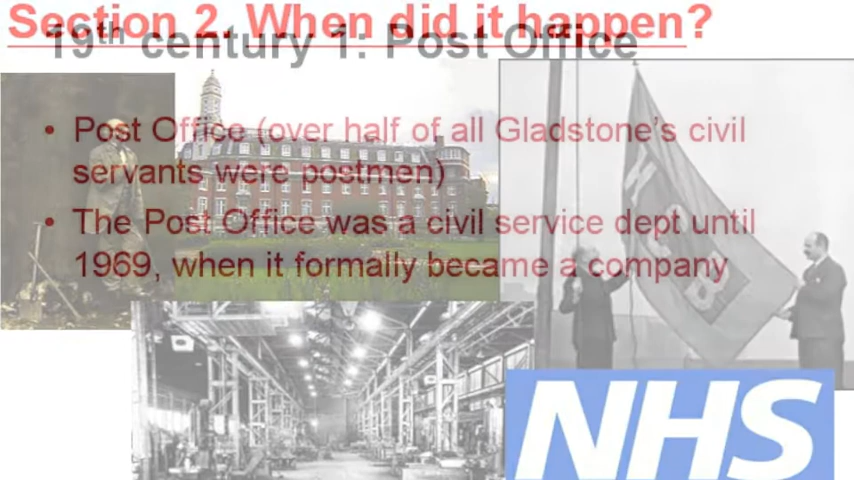 Section 2. When did it happen?
19th century 1: Post Office
• Post Office (over half of all Gladstone's civil
servants were postmen)
• The Post Office was a civil service dept until
1969, when it formally became a company
NCB
NHS